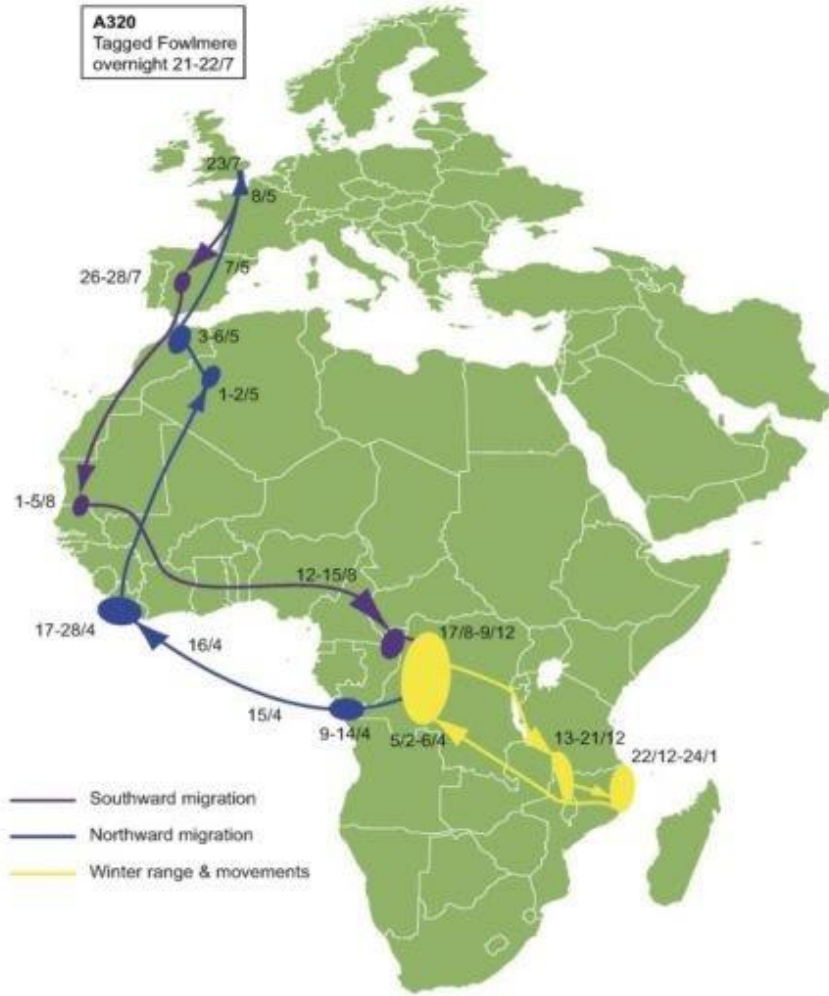 A320
Tagged Fowlmere
overnight 21-22/7
23/7
8/5
7/5
26-28/7
3-6/5
1-2/5
1-5/8
12-15/8
17/8-9/12
17-28/4
16/4
15/4
9-14/4
5/2-6/4
13-21/12
22/12-24/1
Southward migration
Northward migration
Winter range & movements